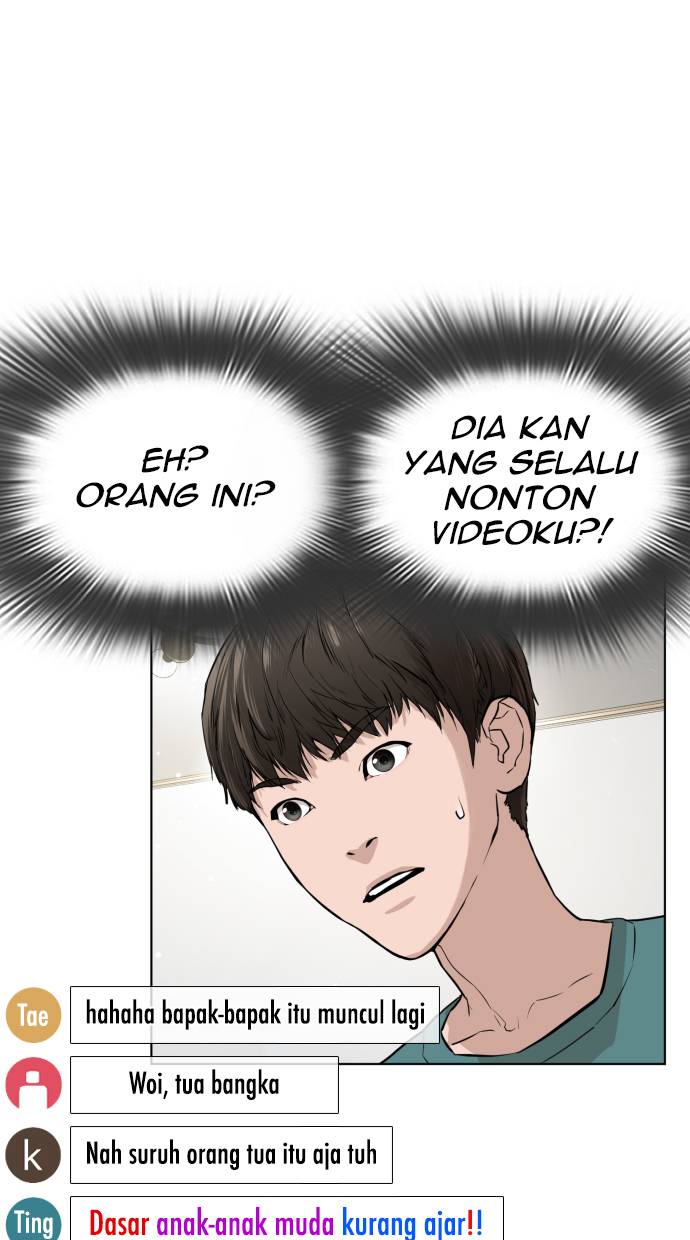 EH?
ORANG INI?
DIA KAN
YANG SELALU
NONTON
VIDEOKU?!
Tae
hahaha bapak-bapak itu muncul lagi
Woi, tua bangka
k
Nah suruh orang tua itu aja tuh
Ting
Dasar anak-anak muda kurang ajar!!